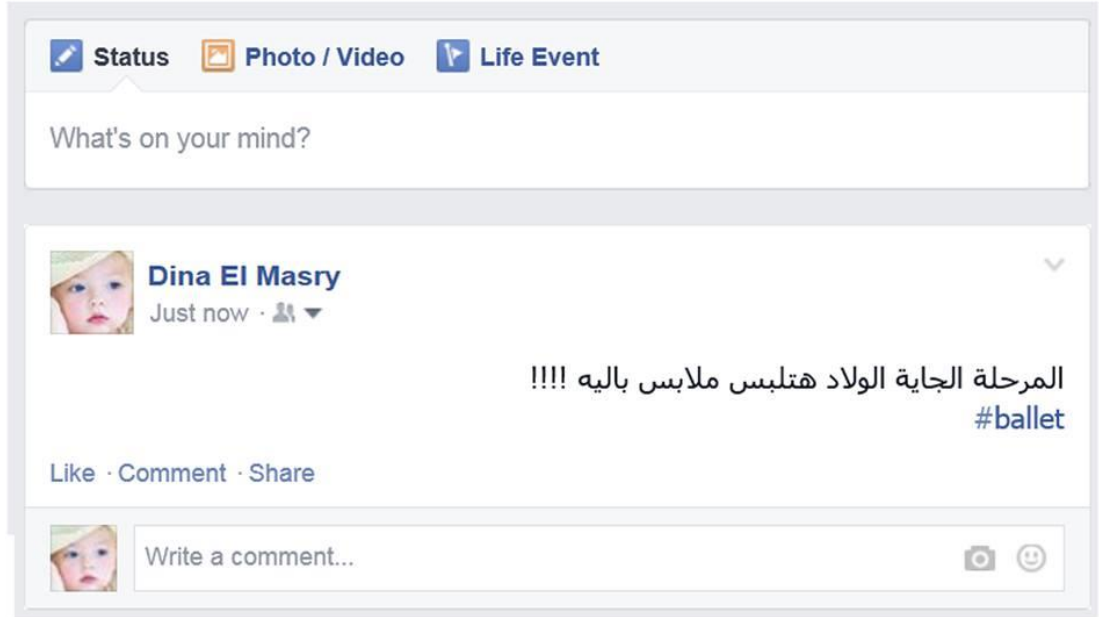 Status Photo / Video Life Event
What's on your mind?
Dina El Masry
Just now ·
المرحلة الجاية الولاد هتلبس ملابس باليه !!!!
#ballet
Like · Comment · Share
Write a comment...